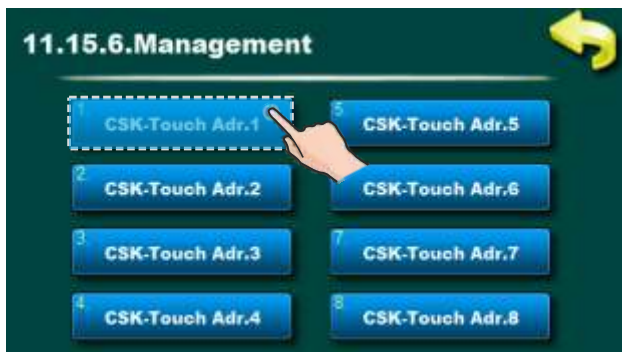 11.15.6.Management
1
CSK-Touch Adr.1
2
CSK-Touch Adr.2
3
CSK-Touch Adr.3
4
CSK-Touch Adr.4
5
CSK-Touch Adr.5
CSK-Touch Adr.6
7
CSK-Touch Adr.7
8
CSK-Touch Adr.8